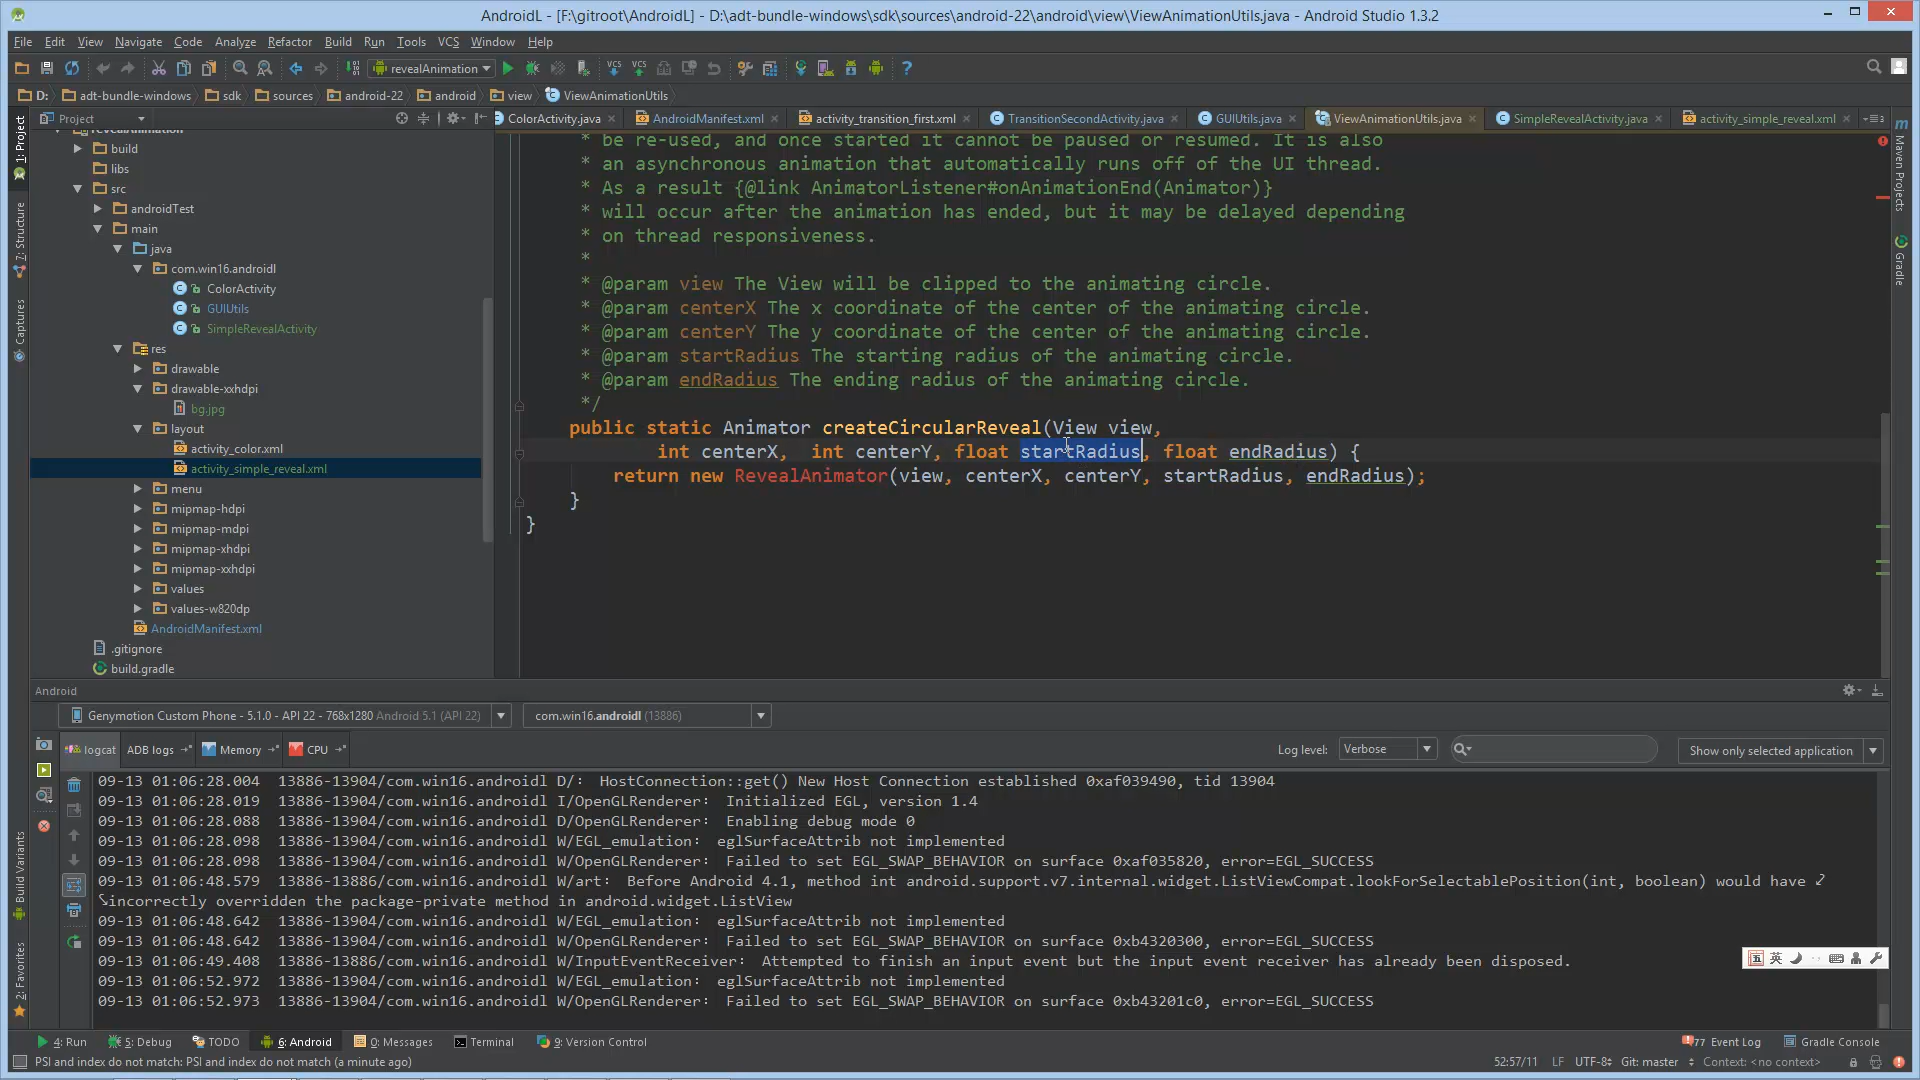 AndroidL - [F:\gitroot\AndroidL] - D:\adt-bundle-windows\sdk\sources\android-22\android\view\ViewAnimationUtils.java - Android Studio 1.3.2
File Edit View Navigate Code Analyze Refactor Build Run Tools VCS Window Help
revealAnimation
D: adt-bundle-windows sdk sources android-22 android view ViewAnimationUtils
Project
ColorActivity.java AndroidManifest.xml activity_transition_first.xml TransitionSecondActivity.java GUIUtils.java ViewAnimationUtils.java SimpleRevealActivity.java activity_simple_reveal.xml
1: Project
7: Structure
Captures
Build Variants
2: Favorites
Maven Projects
Gradle
revealAnimation
build
libs
src
androidTest
main
java
com.win16.androidl
ColorActivity
GUIUtils
SimpleRevealActivity
res
drawable
drawable-xxhdpi
bg.jpg
layout
activity_color.xml
activity_simple_reveal.xml
menu
mipmap-hdpi
mipmap-mdpi
mipmap-xhdpi
mipmap-xxhdpi
values
values-w820dp
AndroidManifest.xml
.gitignore
build.gradle
* be re-used, and once started it cannot be paused or resumed. It is also
* an asynchronous animation that automatically runs off of the UI thread.
* As a result {@link AnimatorListener#onAnimationEnd(Animator)}
* will occur after the animation has ended, but it may be delayed depending
* on thread responsiveness.
*
* @param view The View will be clipped to the animating circle.
* @param centerX The x coordinate of the center of the animating circle.
* @param centerY The y coordinate of the center of the animating circle.
* @param startRadius The starting radius of the animating circle.
* @param endRadius The ending radius of the animating circle.
*/
public static Animator createCircularReveal(View view,
int centerX,  int centerY, float startRadius, float endRadius) {
return new RevealAnimator(view, centerX, centerY, startRadius, endRadius);
}
}
Android
Genymotion Custom Phone - 5.1.0 - API 22 - 768x1280 Android 5.1 (API 22) com.win16.androidl (13886)
logcat ADB logs Memory CPU Log level: Verbose Show only selected application
09-13 01:06:28.004  13886-13904/com.win16.androidl D/﹕ HostConnection::get() New Host Connection established 0xaf039490, tid 13904
09-13 01:06:28.019  13886-13904/com.win16.androidl I/OpenGLRenderer﹕ Initialized EGL, version 1.4
09-13 01:06:28.088  13886-13904/com.win16.androidl D/OpenGLRenderer﹕ Enabling debug mode 0
09-13 01:06:28.098  13886-13904/com.win16.androidl W/EGL_emulation﹕ eglSurfaceAttrib not implemented
09-13 01:06:28.098  13886-13904/com.win16.androidl W/OpenGLRenderer﹕ Failed to set EGL_SWAP_BEHAVIOR on surface 0xaf035820, error=EGL_SUCCESS
09-13 01:06:48.579  13886-13886/com.win16.androidl W/art﹕ Before Android 4.1, method int android.support.v7.internal.widget.ListViewCompat.lookForSelectablePosition(int, boolean) would have
incorrectly overridden the package-private method in android.widget.ListView
09-13 01:06:48.642  13886-13904/com.win16.androidl W/EGL_emulation﹕ eglSurfaceAttrib not implemented
09-13 01:06:48.642  13886-13904/com.win16.androidl W/OpenGLRenderer﹕ Failed to set EGL_SWAP_BEHAVIOR on surface 0xb4320300, error=EGL_SUCCESS
09-13 01:06:49.408  13886-13886/com.win16.androidl W/InputEventReceiver﹕ Attempted to finish an input event but the input event receiver has already been disposed.
09-13 01:06:52.972  13886-13904/com.win16.androidl W/EGL_emulation﹕ eglSurfaceAttrib not implemented
09-13 01:06:52.973  13886-13904/com.win16.androidl W/OpenGLRenderer﹕ Failed to set EGL_SWAP_BEHAVIOR on surface 0xb43201c0, error=EGL_SUCCESS
五 英
4: Run 5: Debug TODO 6: Android 0: Messages Terminal 9: Version Control 77 Event Log Gradle Console
PSI and index do not match: PSI and index do not match (a minute ago) 52:57/11 LF UTF-8 Git: master Context: <no context>